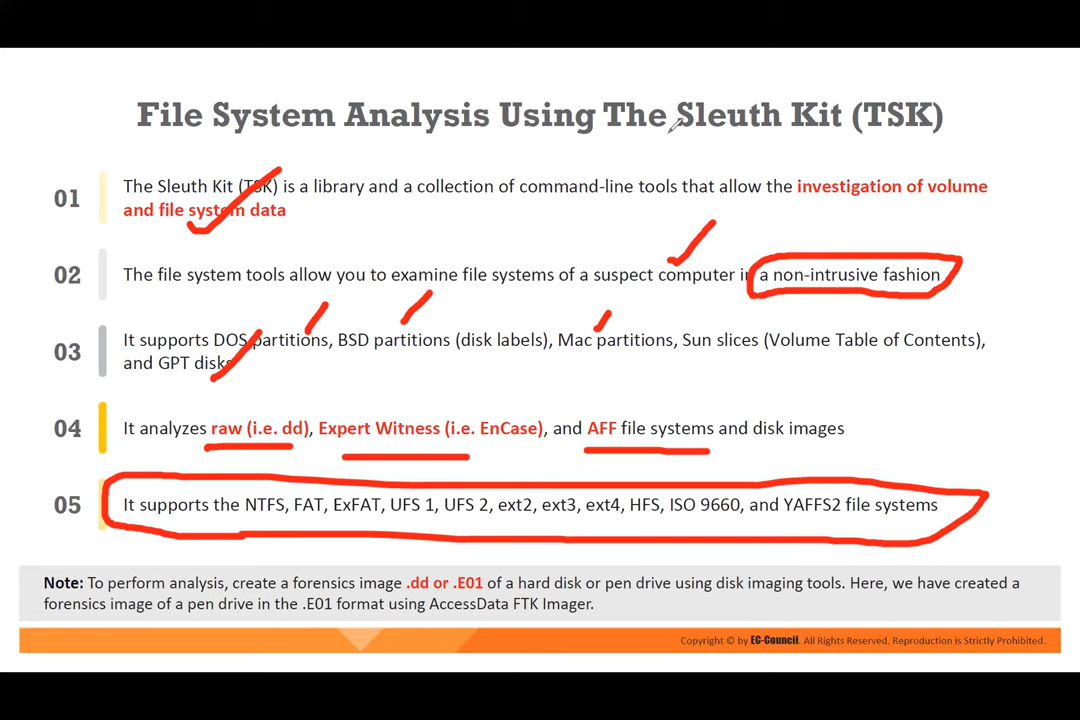 File System Analysis Using The Sleuth Kit (TSK)
01
The Sleuth Kit (TSK) is a library and a collection of command-line tools that allow the investigation of volume
and file system data
02
The file system tools allow you to examine file systems of a suspect computer in a non-intrusive fashion
03
It supports DOS partitions, BSD partitions (disk labels), Mac partitions, Sun slices (Volume Table of Contents),
and GPT disks
04
It analyzes raw (i.e. dd), Expert Witness (i.e. EnCase), and AFF file systems and disk images
05
It supports the NTFS, FAT, ExFAT, UFS 1, UFS 2, ext2, ext3, ext4, HFS, ISO 9660, and YAFFS2 file systems
Note: To perform analysis, create a forensics image .dd or .E01 of a hard disk or pen drive using disk imaging tools. Here, we have created a
forensics image of a pen drive in the .E01 format using AccessData FTK Imager.
Copyright © by EC-Council. All Rights Reserved. Reproduction is Strictly Prohibited.